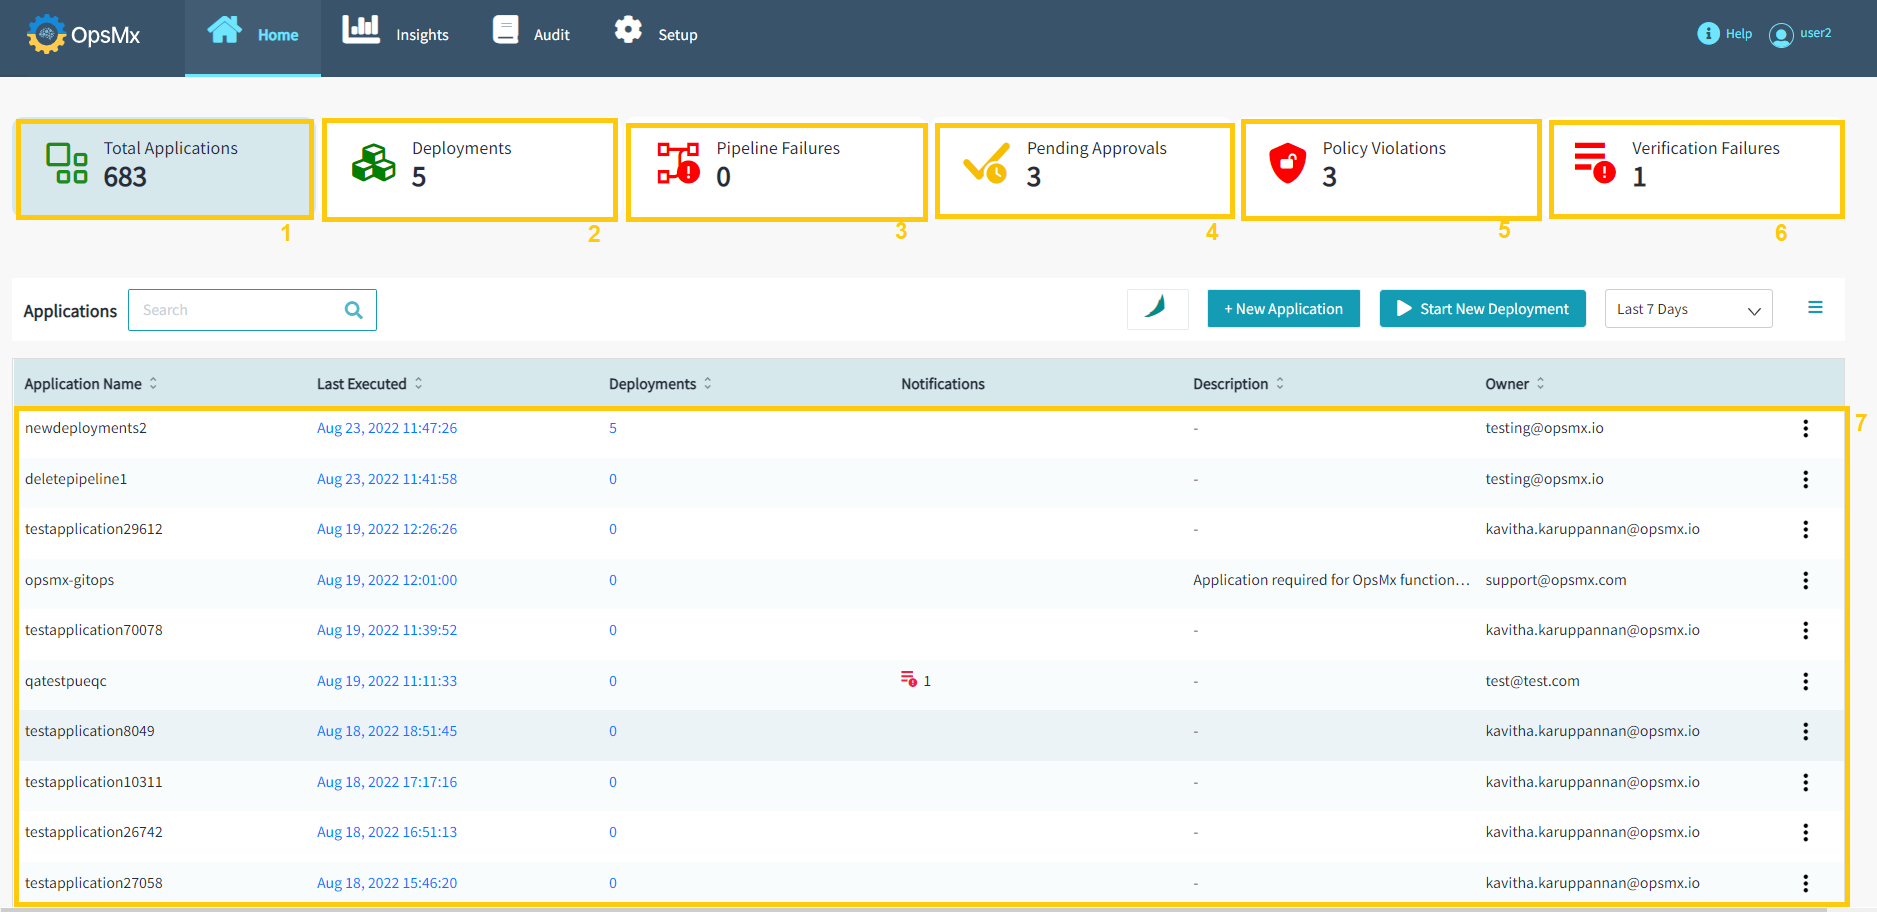 OpsMx Home Insights Audit Setup Help user2
Total Applications
683
Deployments
5
Pipeline Failures
0
Pending Approvals
3
Policy Violations
3
Verification Failures
1
1 2 3 4 5 6
Applications Search + New Application Start New Deployment Last 7 Days
Application Name Last Executed Deployments Notifications Description Owner
7
newdeployments2 Aug 23, 2022 11:47:26 5 - testing@opsmx.io
deletepipeline1 Aug 23, 2022 11:41:58 0 - testing@opsmx.io
testapplication29612 Aug 19, 2022 12:26:26 0 - kavitha.karuppannan@opsmx.io
opsmx-gitops Aug 19, 2022 12:01:00 0 Application required for OpsMx function... support@opsmx.com
testapplication70078 Aug 19, 2022 11:39:52 0 - kavitha.karuppannan@opsmx.io
qatestpueqc Aug 19, 2022 11:11:33 0 1 - test@test.com
testapplication8049 Aug 18, 2022 18:51:45 0 - kavitha.karuppannan@opsmx.io
testapplication10311 Aug 18, 2022 17:17:16 0 - kavitha.karuppannan@opsmx.io
testapplication26742 Aug 18, 2022 16:51:13 0 - kavitha.karuppannan@opsmx.io
testapplication27058 Aug 18, 2022 15:46:20 0 - kavitha.karuppannan@opsmx.io